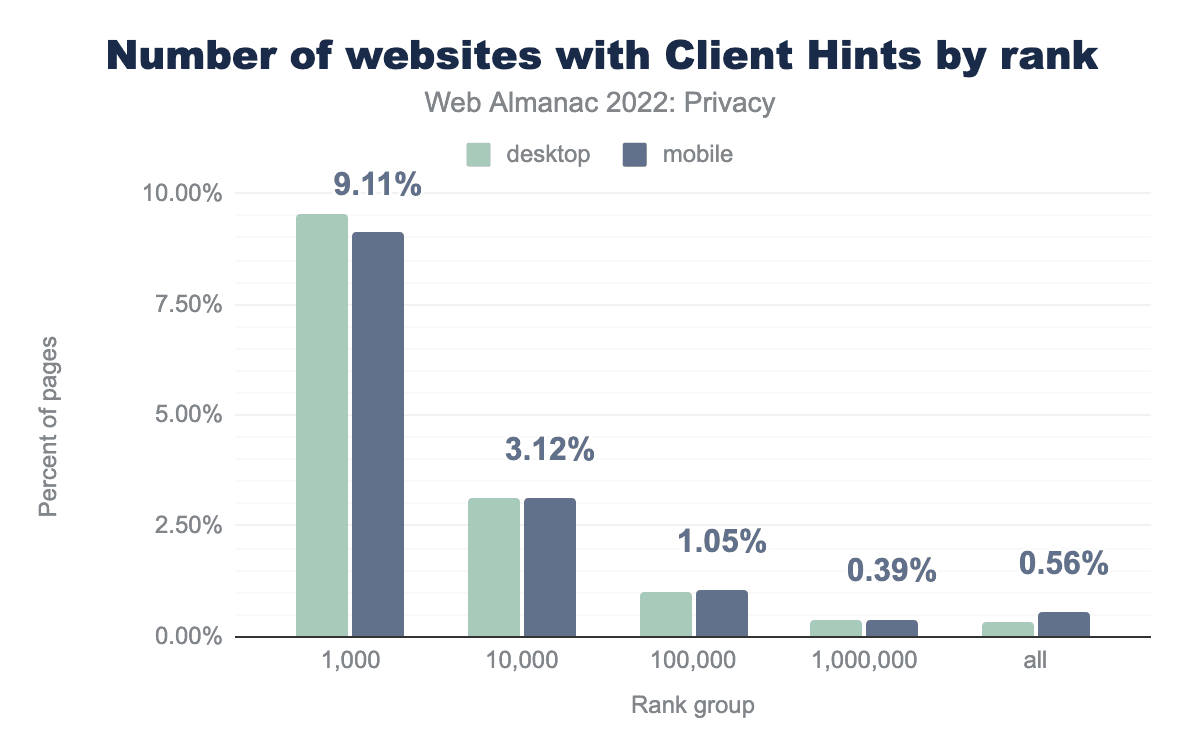 Number of websites with Client Hints by rank
Web Almanac 2022: Privacy
desktop mobile
10.00%
9.11%
7.50%
5.00%
3.12%
2.50%
1.05%
0.39%
0.56%
0.00%
1,000 10,000 100,000 1,000,000 all
Percent of pages
Rank group